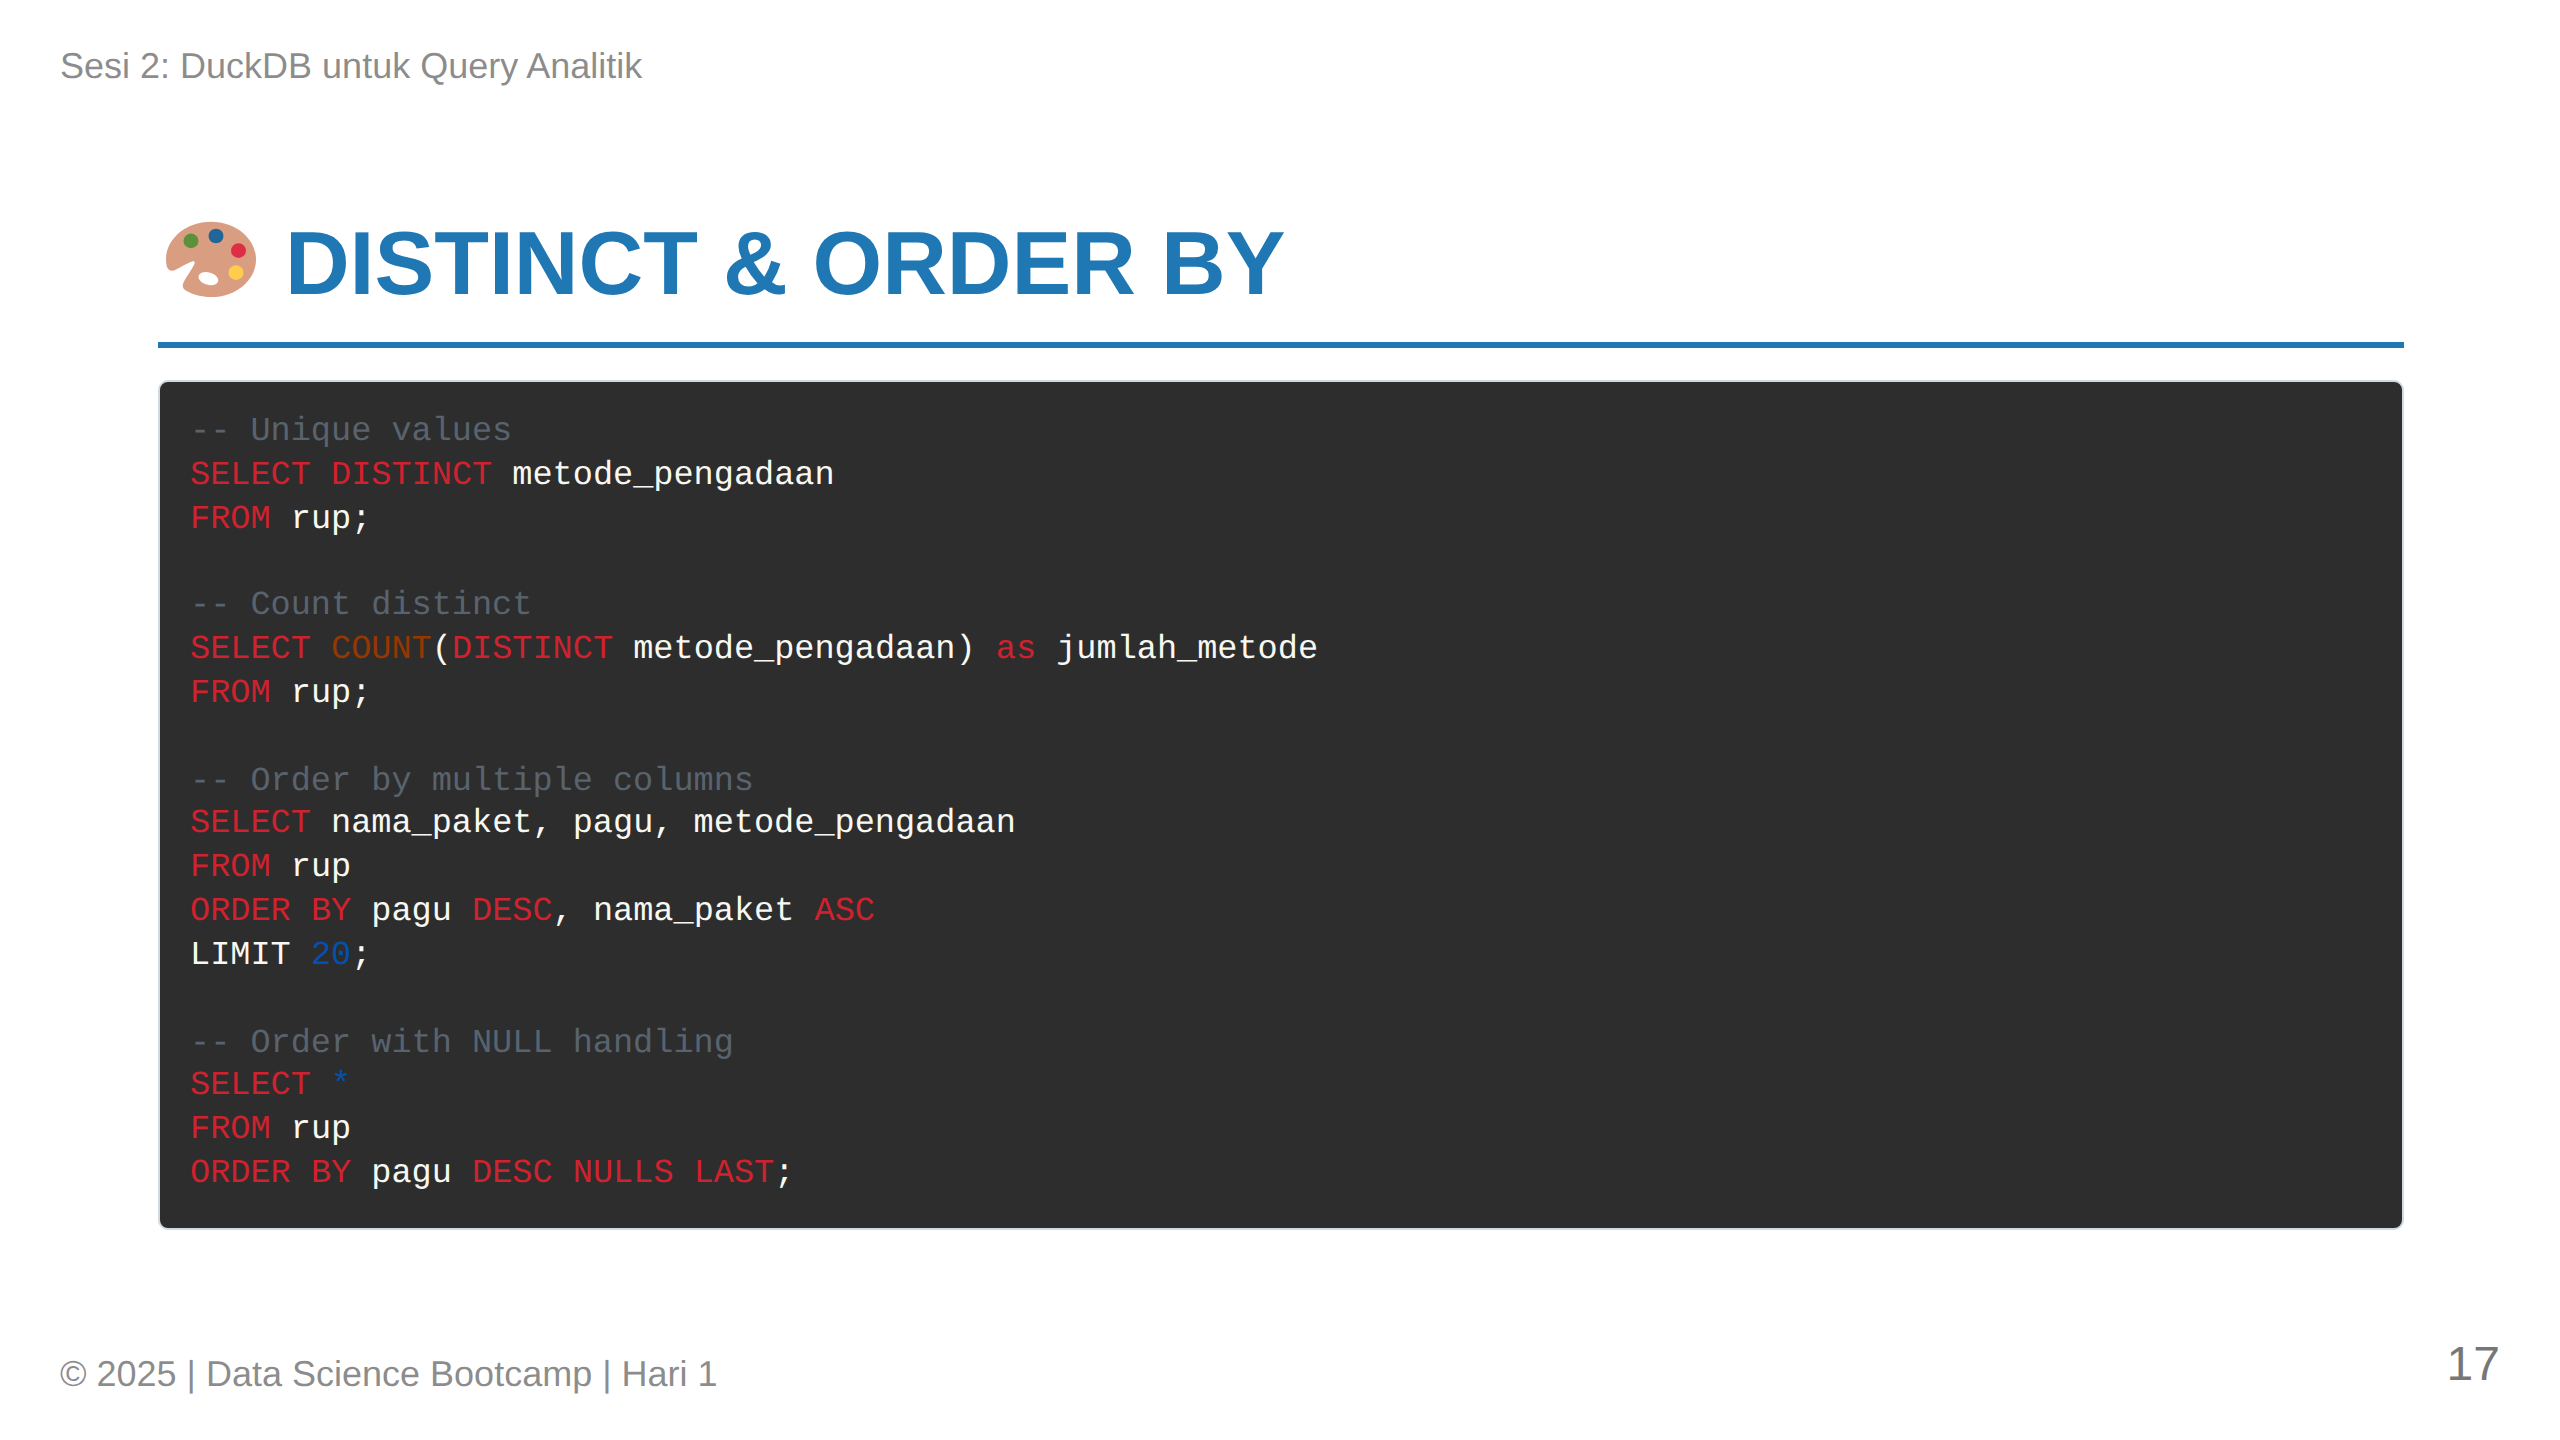 Sesi 2: DuckDB untuk Query Analitik
DISTINCT & ORDER BY
-- Unique values
SELECT DISTINCT metode_pengadaan
FROM rup;
-- Count distinct
SELECT COUNT(DISTINCT metode_pengadaan) as jumlah_metode
FROM rup;
-- Order by multiple columns
SELECT nama_paket, pagu, metode_pengadaan
FROM rup
ORDER BY pagu DESC, nama_paket ASC
LIMIT 20;
-- Order with NULL handling
SELECT *
FROM rup
ORDER BY pagu DESC NULLS LAST;
© 2025 | Data Science Bootcamp | Hari 1
17